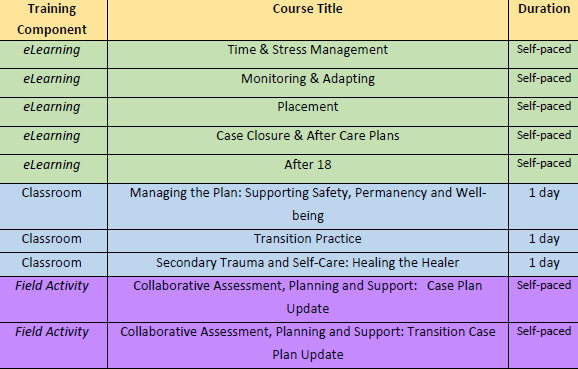 Training Component Course Title Duration
eLearning Time & Stress Management Self-paced
eLearning Monitoring & Adapting Self-paced
eLearning Placement Self-paced
eLearning Case Closure & After Care Plans Self-paced
eLearning After 18 Self-paced
Classroom Managing the Plan: Supporting Safety, Permanency and Well-
being 1 day
Classroom Transition Practice 1 day
Classroom Secondary Trauma and Self-Care: Healing the Healer 1 day
Field Activity Collaborative Assessment, Planning and Support: Case Plan
Update Self-paced
Field Activity Collaborative Assessment, Planning and Support: Transition Case
Plan Update Self-paced